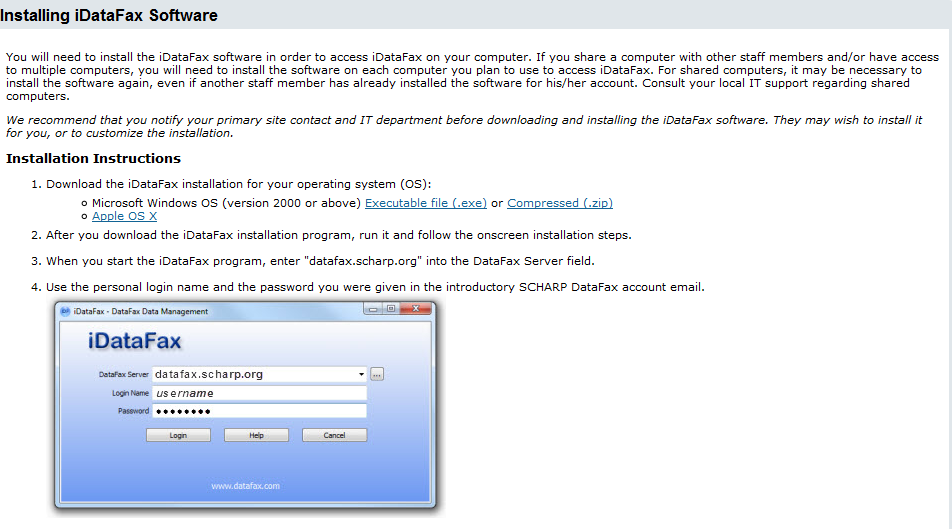 Installing iDataFax Software
You will need to install the iDataFax software in order to access iDataFax on your computer. If you share a computer with other staff members and/or have access
to multiple computers, you will need to install the software on each computer you plan to use to access iDataFax. For shared computers, it may be necessary to
install the software again, even if another staff member has already installed the software for his/her account. Consult your local IT support regarding shared
computers.
We recommend that you notify your primary site contact and IT department before downloading and installing the iDataFax software. They may wish to install it
for you, or to customize the installation.
Installation Instructions
1. Download the iDataFax installation for your operating system (OS):
o Microsoft Windows OS (version 2000 or above) Executable file (.exe) or Compressed (.zip)
o Apple OS X
2. After you download the iDataFax installation program, run it and follow the onscreen installation steps.
3. When you start the iDataFax program, enter "datafax.scharp.org" into the DataFax Server field.
4. Use the personal login name and the password you were given in the introductory SCHARP DataFax account email.
iDataFax - DataFax Data Management
iDataFax
DataFax Server datafax.scharp.org ...
Login Name username
Password ●●●●●●●●
Login Help Cancel
www.datafax.com